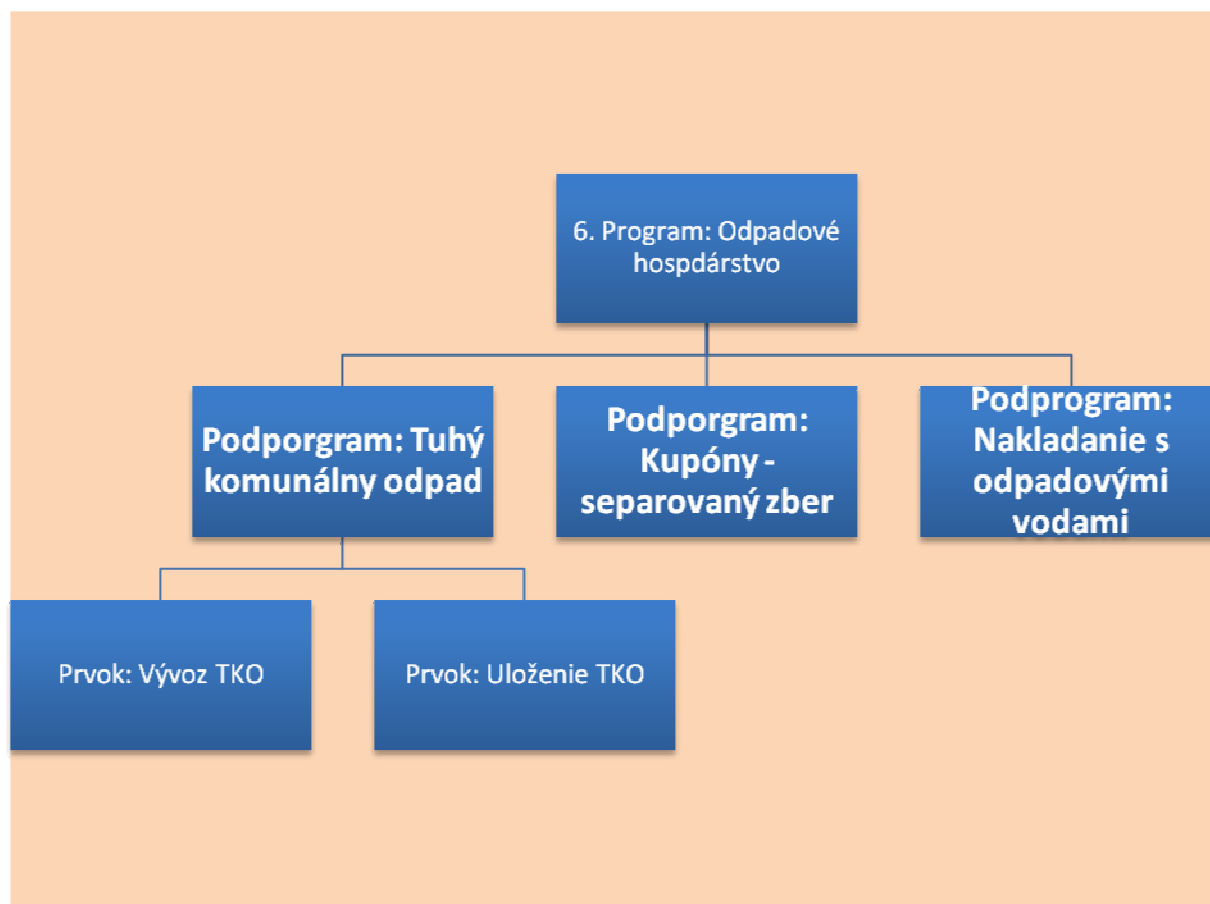 6. Program: Odpadové
hospdárstvo
Podporgram: Tuhý
komunálny odpad
Podporgram:
Kupóny -
separovaný zber
Podprogram:
Nakladanie s
odpadovými
vodami
Prvok: Vývoz TKO
Prvok: Uloženie TKO